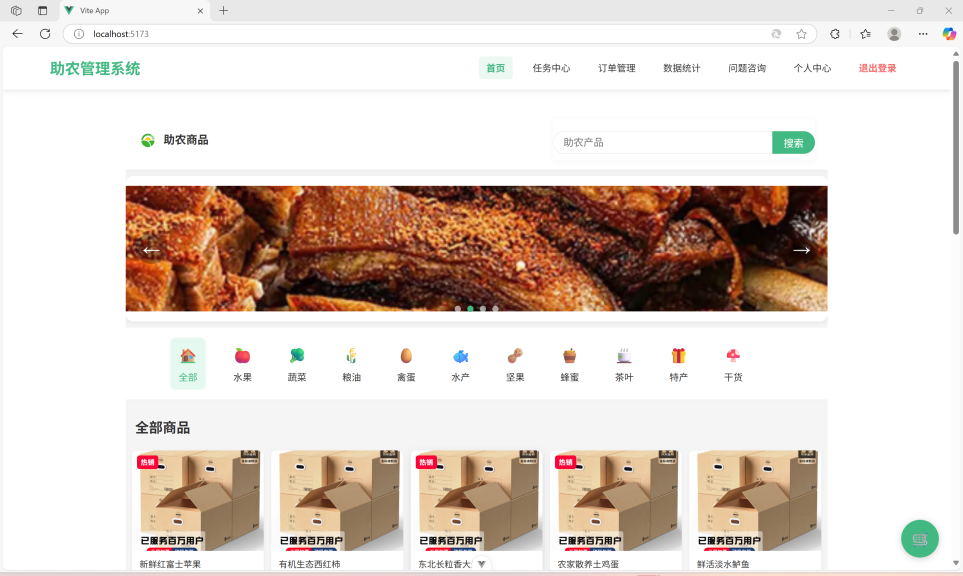 Vite App
localhost:5173
助农管理系统
首页 任务中心 订单管理 数据统计 问题咨询 个人中心 退出登录
助农商品
助农产品 搜索
全部 水果 蔬菜 粮油 禽蛋 水产 坚果 蜂蜜 茶叶 特产 干货
全部商品
热销 热销 热销
已服务百万用户 已服务百万用户 已服务百万用户 已服务百万用户 已服务百万用户
新鲜红富士苹果 有机生态西红柿 东北长粒香大 农家散养土鸡蛋 鲜活淡水鲈鱼